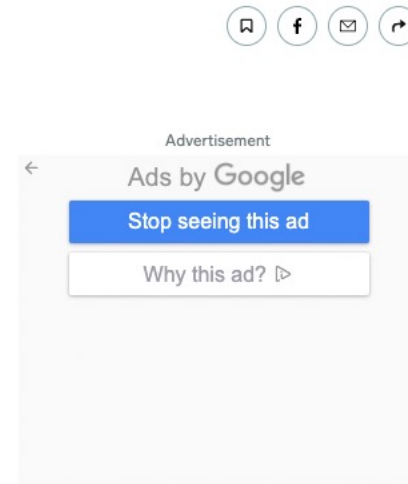 Advertisement
Ads by Google
Stop seeing this ad
Why this ad?